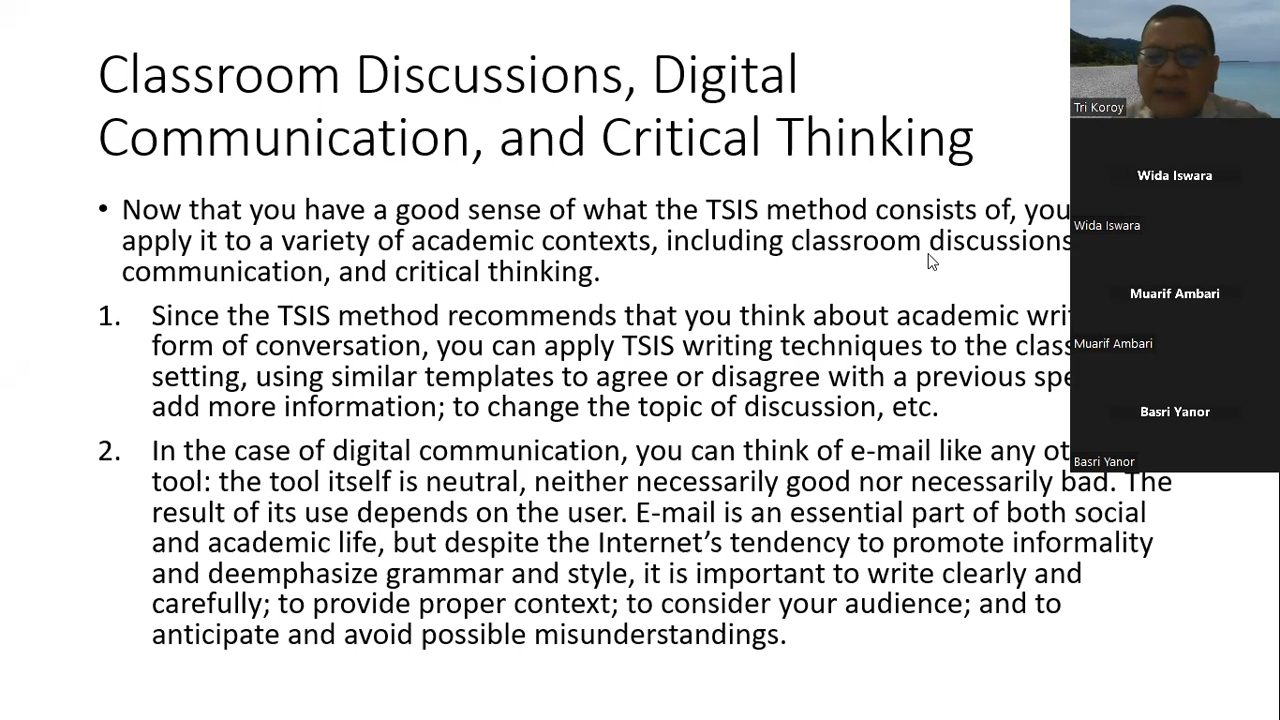 Classroom Discussions, Digital
Communication, and Critical Thinking
• Now that you have a good sense of what the TSIS method consists of, you
apply it to a variety of academic contexts, including classroom discussions
communication, and critical thinking.
1. Since the TSIS method recommends that you think about academic
form of conversation, you can apply TSIS writing techniques to the
setting, using similar templates to agree or disagree with a previous
add more information; to change the topic of discussion, etc.
2. In the case of digital communication, you can think of e-mail like any
tool: the tool itself is neutral, neither necessarily good nor necessarily bad. The
result of its use depends on the user. E-mail is an essential part of both social
and academic life, but despite the Internet’s tendency to promote informality
and deemphasize grammar and style, it is important to write clearly and
carefully; to provide proper context; to consider your audience; and to
anticipate and avoid possible misunderstandings.
Tri Koroy
Wida Iswara
Wida Iswara
Muarif Ambari
Muarif Ambari
Basri Yanor
Basri Yanor